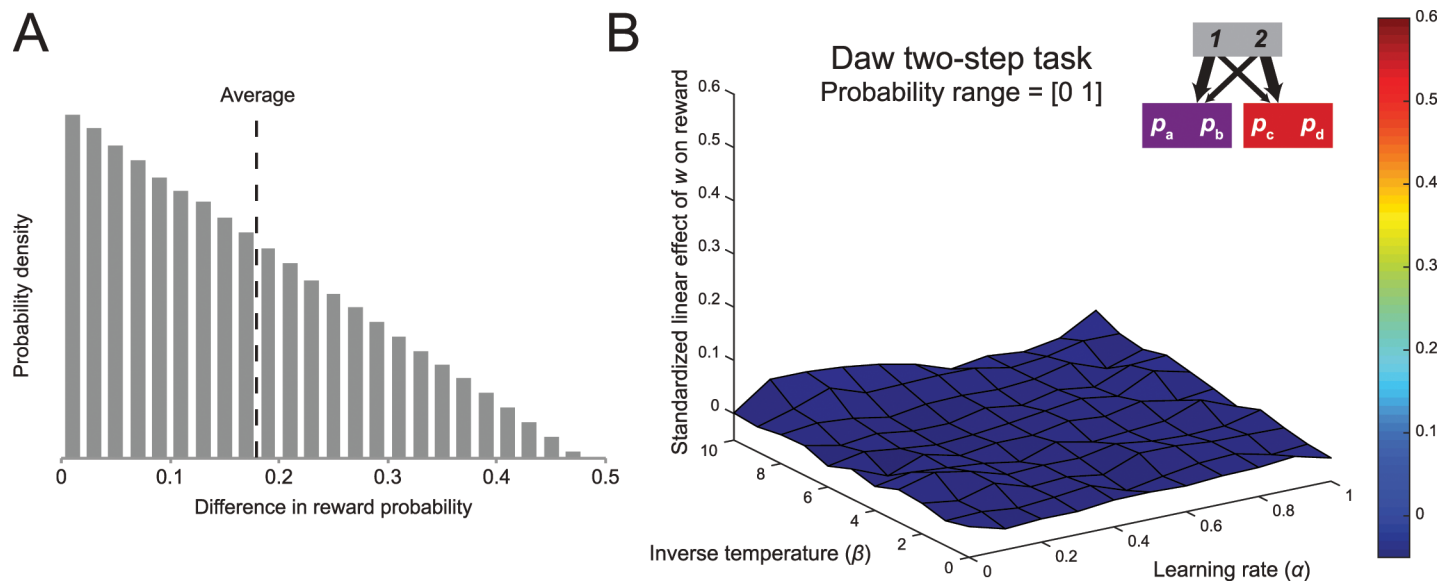 A
Average
Probability density
0 0.1 0.2 0.3 0.4 0.5
Difference in reward probability
B
Daw two-step task
Probability range = [0 1]
1 2
pa pb pc pd
Standardized linear effect of w on reward
0.6
0.5
0.4
0.3
0.2
0.1
0
10
8
6
4
2
0
Inverse temperature (β)
0
0.2
0.4
0.6
0.8
1
Learning rate (α)
0.6
0.5
0.4
0.3
0.2
0.1
0